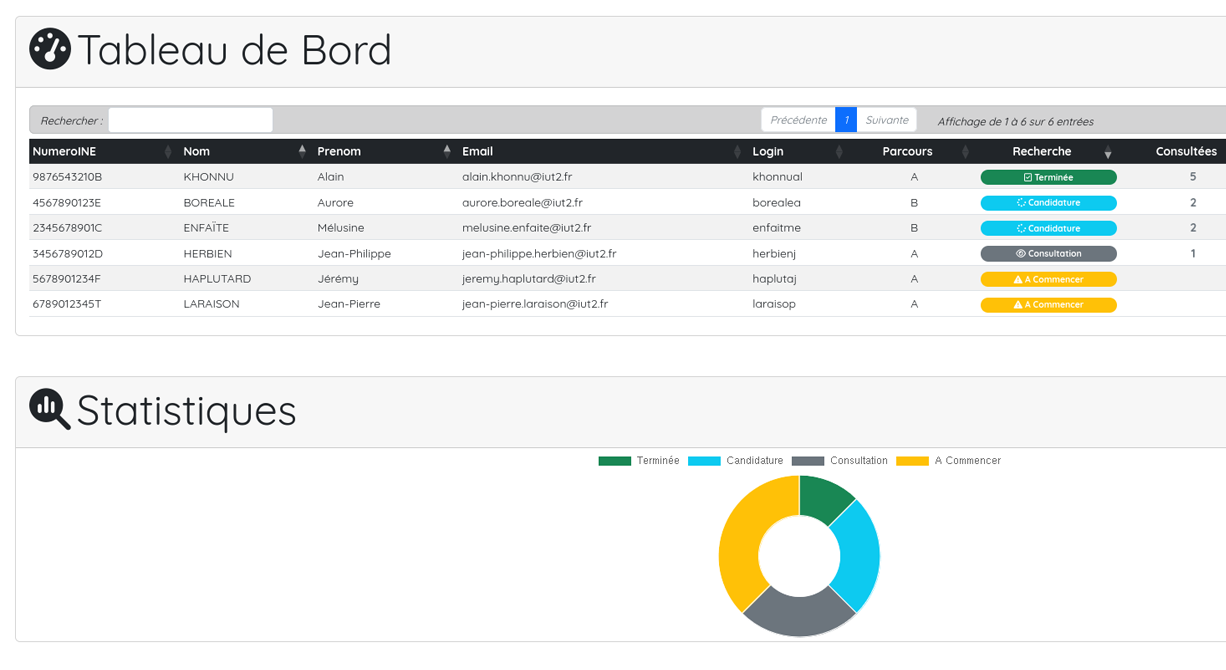 Tableau de Bord
Rechercher : Précédente 1 Suivante Affichage de 1 à 6 sur 6 entrées
NumeroINE Nom Prenom Email Login Parcours Recherche Consultées
9876543210B KHONNU Alain alain.khonnu@iut2.fr khonnual A Terminée 5
4567890123E BOREALE Aurore aurore.boreale@iut2.fr borealea B Candidature 2
2345678901C ENFAÏTE Mélusine melusine.enfaite@iut2.fr enfaitme B Candidature 2
3456789012D HERBIEN Jean-Philippe jean-philippe.herbien@iut2.fr herbienj A Consultation 1
5678901234F HAPLUTARD Jérémy jeremy.haplutard@iut2.fr haplutaj A A Commencer
6789012345T LARAISON Jean-Pierre jean-pierre.laraison@iut2.fr laraisop A A Commencer
Statistiques
Terminée Candidature Consultation A Commencer